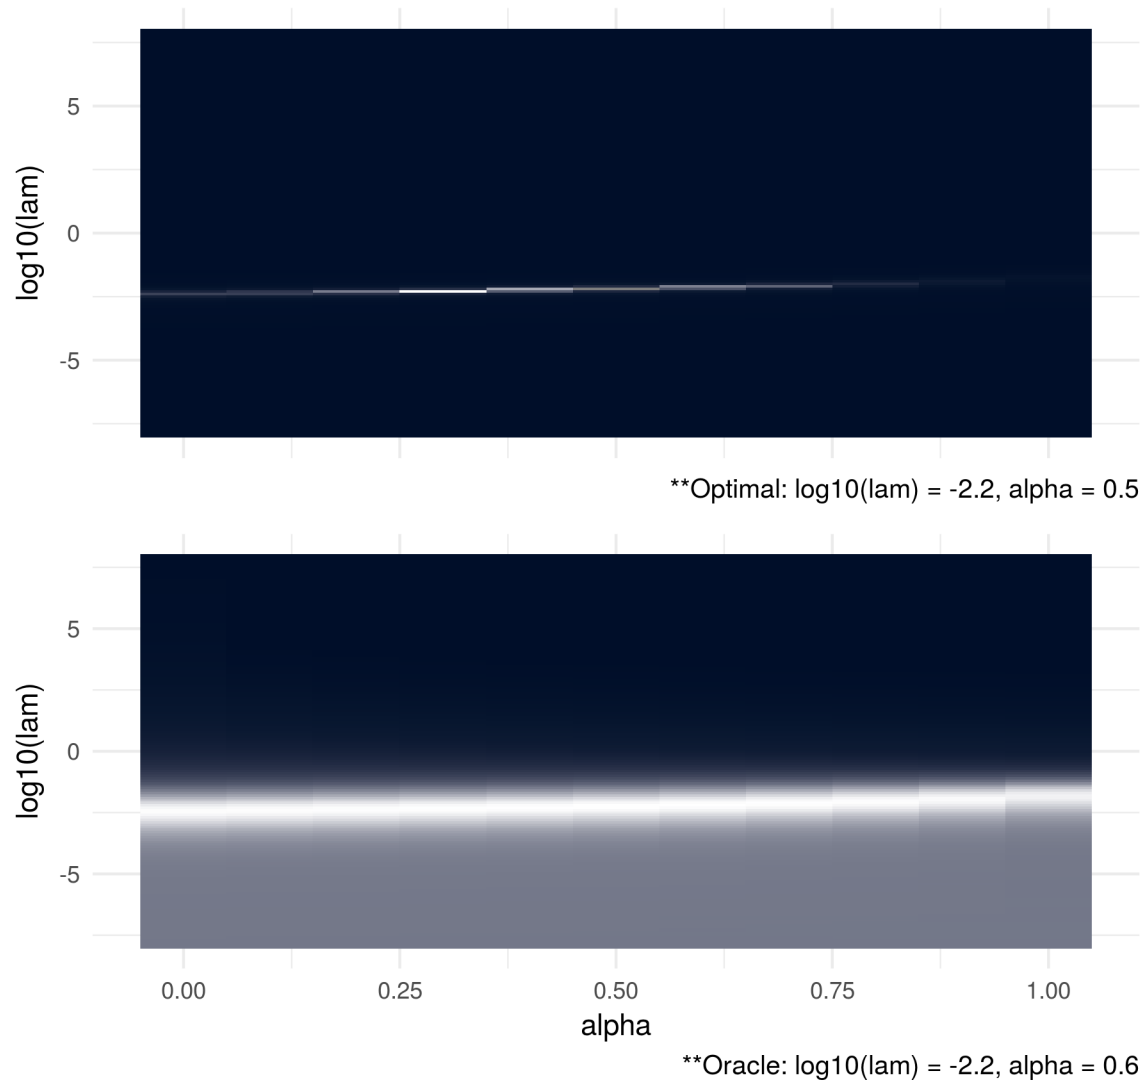 5
0
-5
log10(lam)
**Optimal: log10(lam) = -2.2, alpha = 0.5
5
0
-5
log10(lam)
0.00 0.25 0.50 0.75 1.00
alpha
**Oracle: log10(lam) = -2.2, alpha = 0.6